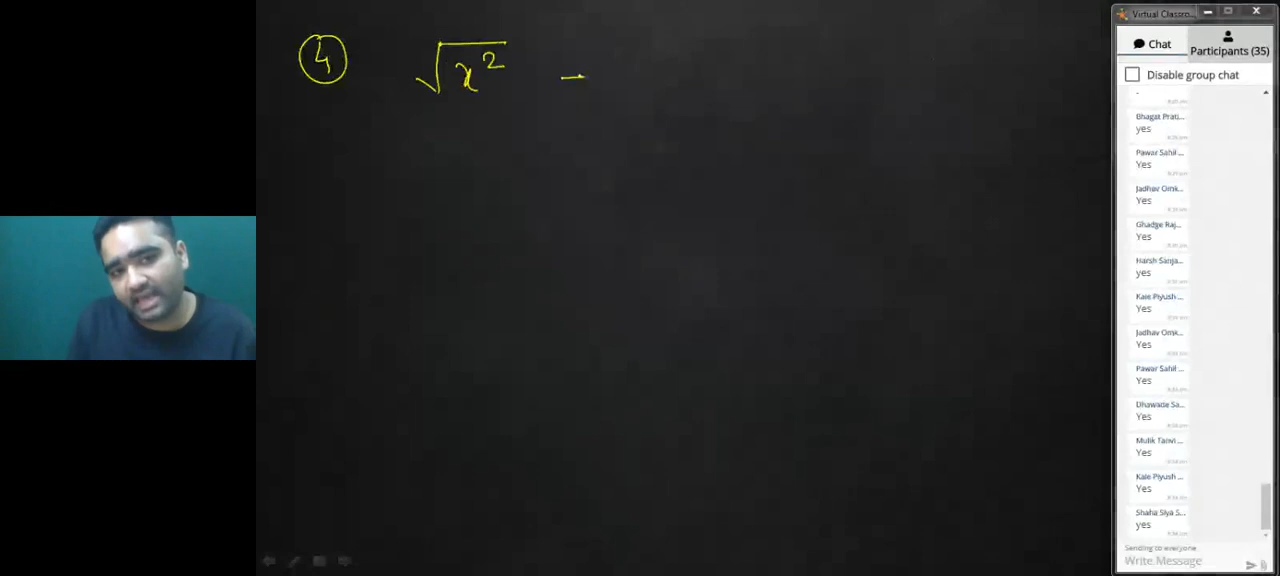 ④ √x² –
Virtual Classro...
Chat
Participants (35)
Disable group chat
Bhagat Prati...
yes
Pawar Sahil ...
Yes
Jadhav Omk...
Yes
Ghadge Raj...
Yes
Harsh Sanja...
yes
Kale Piyush ...
Yes
Jadhav Omk...
Yes
Pawar Sahil ...
Yes
Dhawade Sa...
Yes
Mulik Tanvi ...
Yes
Kale Piyush ...
Yes
Shaha Siya S...
yes
Sending to everyone
Write Message